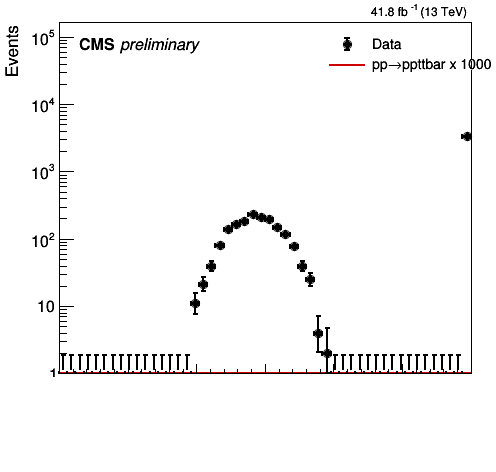 41.8 fb⁻¹ (13 TeV)
CMS preliminary
Data
pp→ppttbar x 1000
Events
10⁵
10⁴
10³
10²
10
1